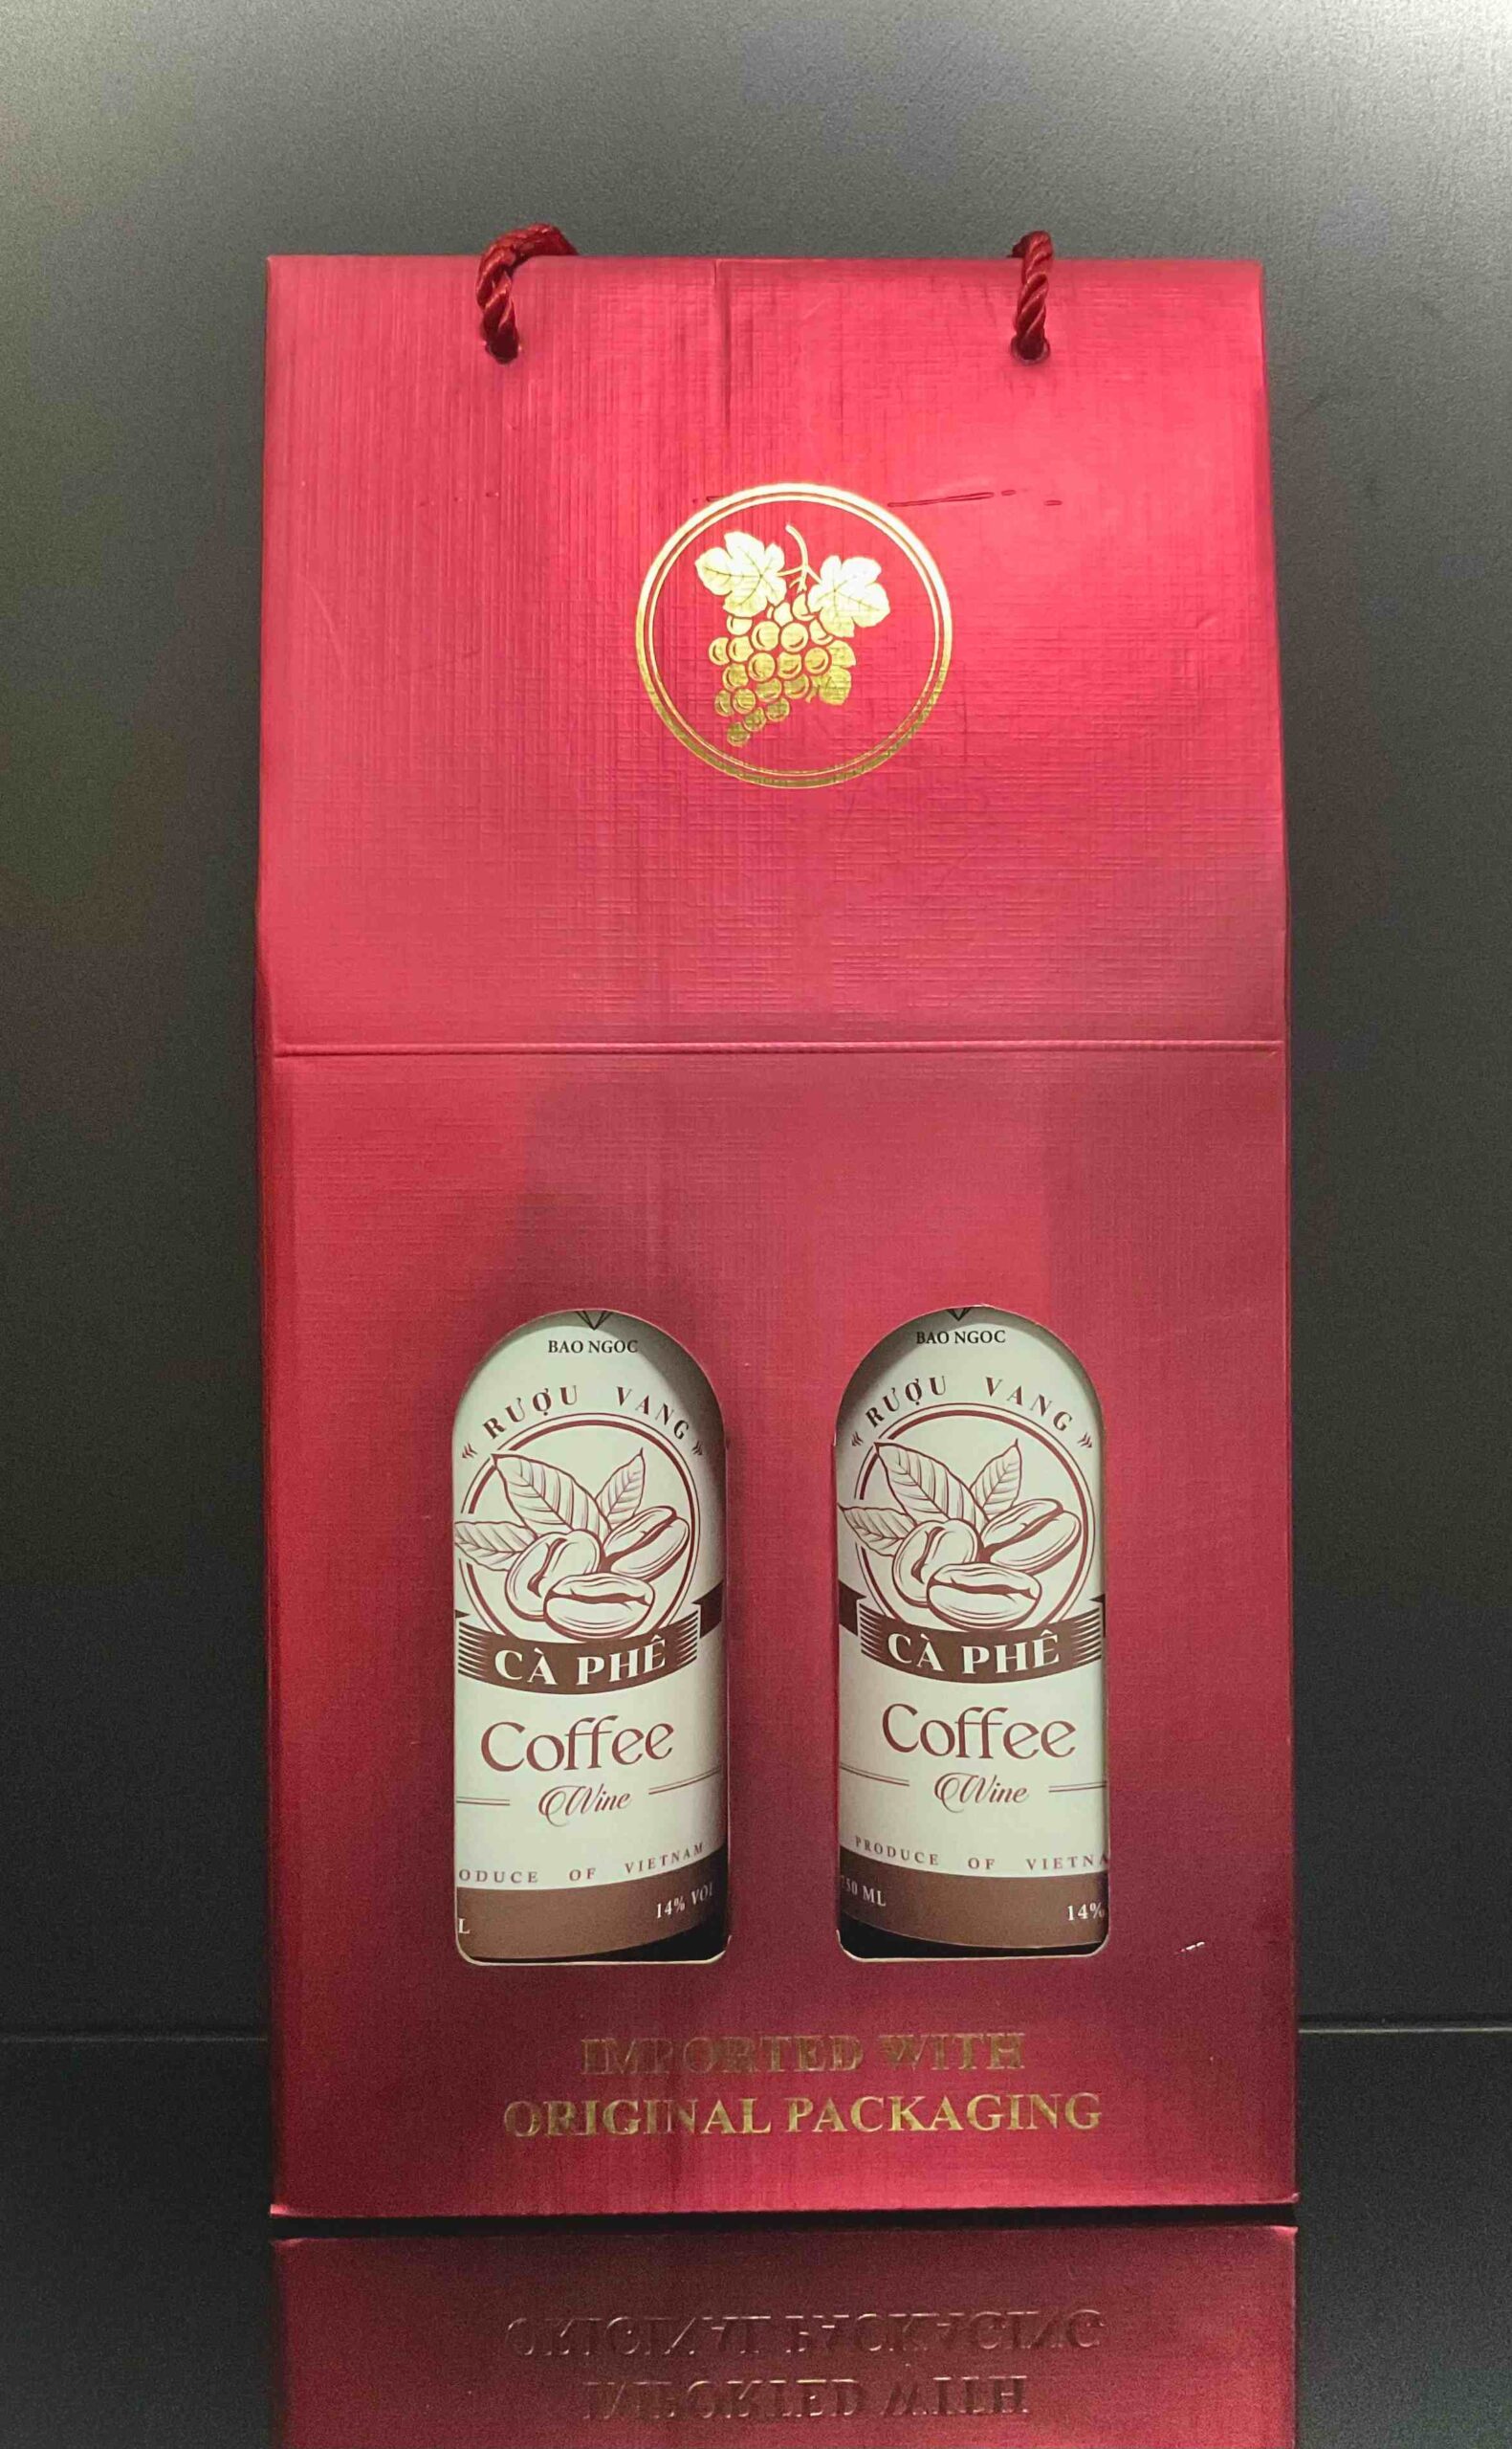 BAO NGOC
RƯỢU VANG
CÀ PHÊ
Coffee
Wine
ODUCE OF VIETNAM
L 14% VOL
BAO NGOC
RƯỢU VANG
CÀ PHÊ
Coffee
Wine
PRODUCE OF VIETNA
750 ML 14%
IMPORTED WITH
ORIGINAL PACKAGING